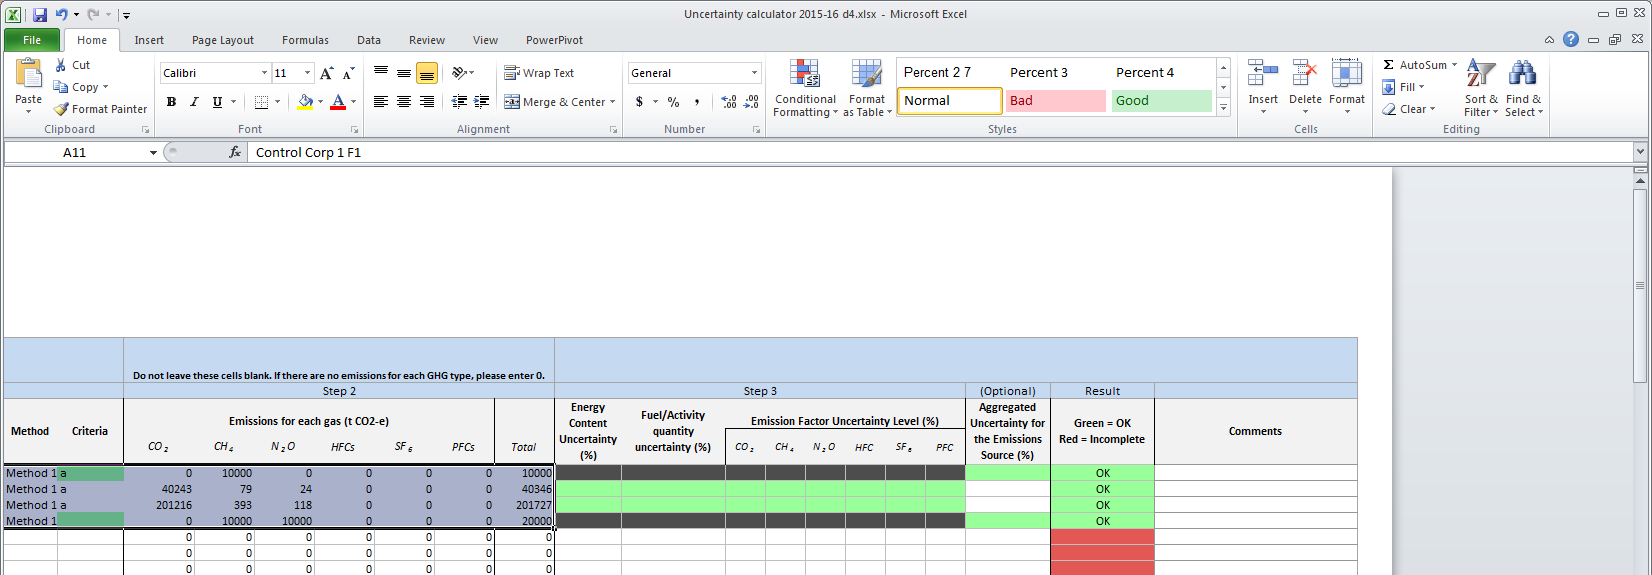 Uncertainty calculator 2015-16 d4.xlsx - Microsoft Excel
File Home Insert Page Layout Formulas Data Review View PowerPivot
Paste
Cut
Copy
Format Painter
Clipboard
Calibri 11
B I U
Font
Wrap Text
Merge & Center
Alignment
General
$ % ,
Number
Conditional Formatting
Format as Table
Percent 2 7 Percent 3 Percent 4
Normal Bad Good
Styles
Insert Delete Format
Cells
AutoSum
Fill
Clear
Sort & Filter
Find & Select
Editing
A11 fx Control Corp 1 F1
Do not leave these cells blank. If there are no emissions for each GHG type, please enter 0.
Step 2 Step 3 (Optional) Result
Method Criteria
Emissions for each gas (t CO2-e)
CO2 CH4 N2O HFCs SF6 PFCs Total
Energy Content Uncertainty (%)
Fuel/Activity quantity uncertainty (%)
Emission Factor Uncertainty Level (%)
CO2 CH4 N2O HFC SF6 PFC
Aggregated Uncertainty for the Emissions Source (%)
Green = OK
Red = Incomplete
Comments
Method 1 a 0 10000 0 0 0 0 10000 OK
Method 1 a 40243 79 24 0 0 0 40346 OK
Method 1 a 201216 393 118 0 0 0 201727 OK
Method 1 0 10000 10000 0 0 0 20000 OK
0 0 0 0 0 0 0
0 0 0 0 0 0 0
0 0 0 0 0 0 0